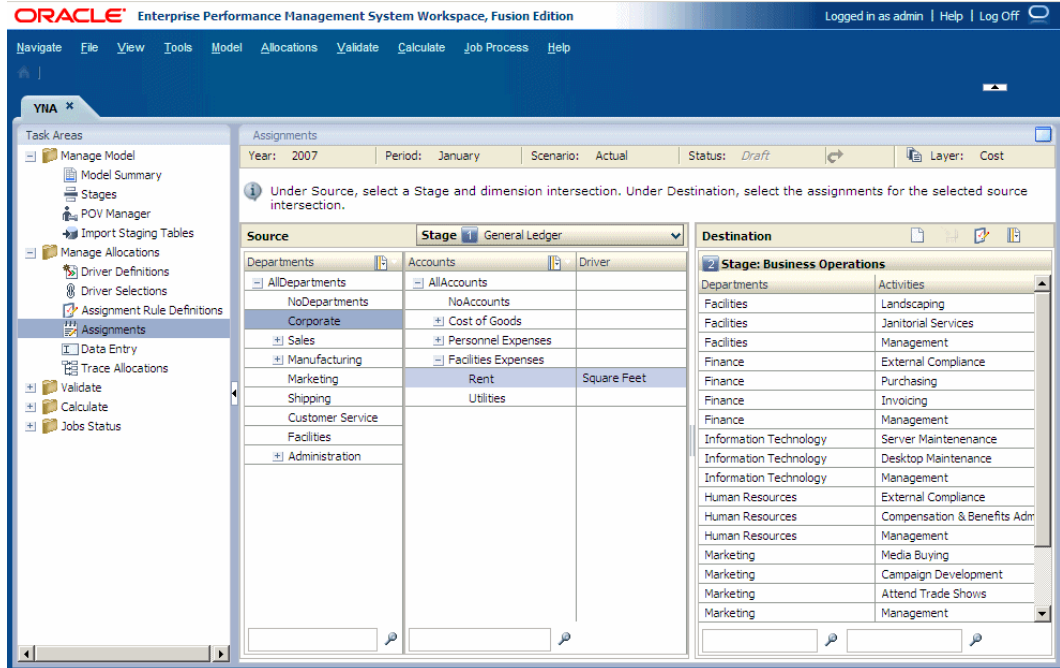 ORACLE Enterprise Performance Management System Workspace, Fusion Edition
Logged in as admin | Help | Log Off
Navigate File View Tools Model Allocations Validate Calculate Job Process Help
YNA
Task Areas
Manage Model
Model Summary
Stages
POV Manager
Import Staging Tables
Manage Allocations
Driver Definitions
Driver Selections
Assignment Rule Definitions
Assignments
Data Entry
Trace Allocations
Validate
Calculate
Jobs Status
Assignments
Year: 2007 Period: January Scenario: Actual Status: Draft Layer: Cost
Under Source, select a Stage and dimension intersection. Under Destination, select the assignments for the selected source
intersection.
Source
Stage 1 General Ledger
Departments
AllDepartments
NoDepartments
Corporate
Sales
Manufacturing
Marketing
Shipping
Customer Service
Facilities
Administration
Accounts
AllAccounts
NoAccounts
Cost of Goods
Personnel Expenses
Facilities Expenses
Rent
Utilities
Driver
Square Feet
Destination
2 Stage: Business Operations
Departments Activities
Facilities Landscaping
Facilities Janitorial Services
Facilities Management
Finance External Compliance
Finance Purchasing
Finance Invoicing
Finance Management
Information Technology Server Maintenenance
Information Technology Desktop Maintenance
Information Technology Management
Human Resources External Compliance
Human Resources Compensation & Benefits Adm
Human Resources Management
Marketing Media Buying
Marketing Campaign Development
Marketing Attend Trade Shows
Marketing Management